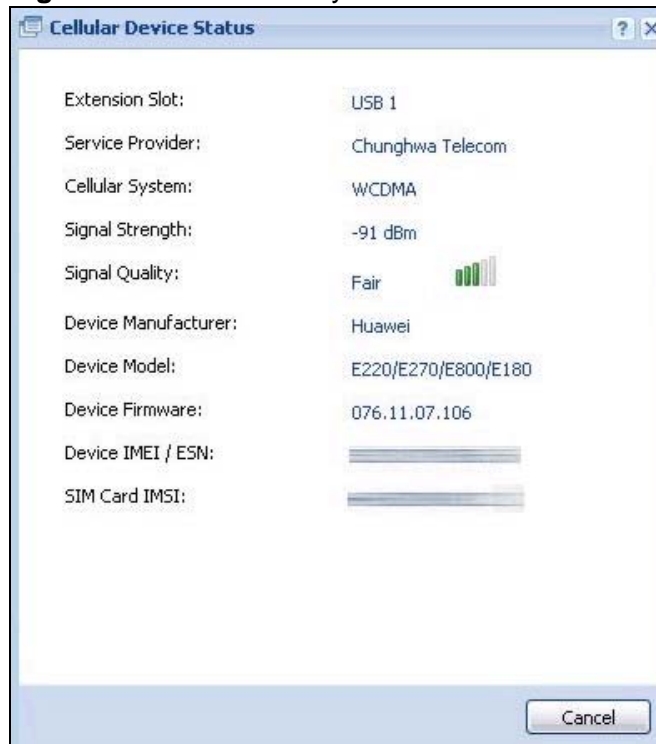 Cellular Device Status
? X
Extension Slot: USB 1
Service Provider: Chunghwa Telecom
Cellular System: WCDMA
Signal Strength: -91 dBm
Signal Quality: Fair
Device Manufacturer: Huawei
Device Model: E220/E270/E800/E180
Device Firmware: 076.11.07.106
Device IMEI / ESN:
SIM Card IMSI:
Cancel